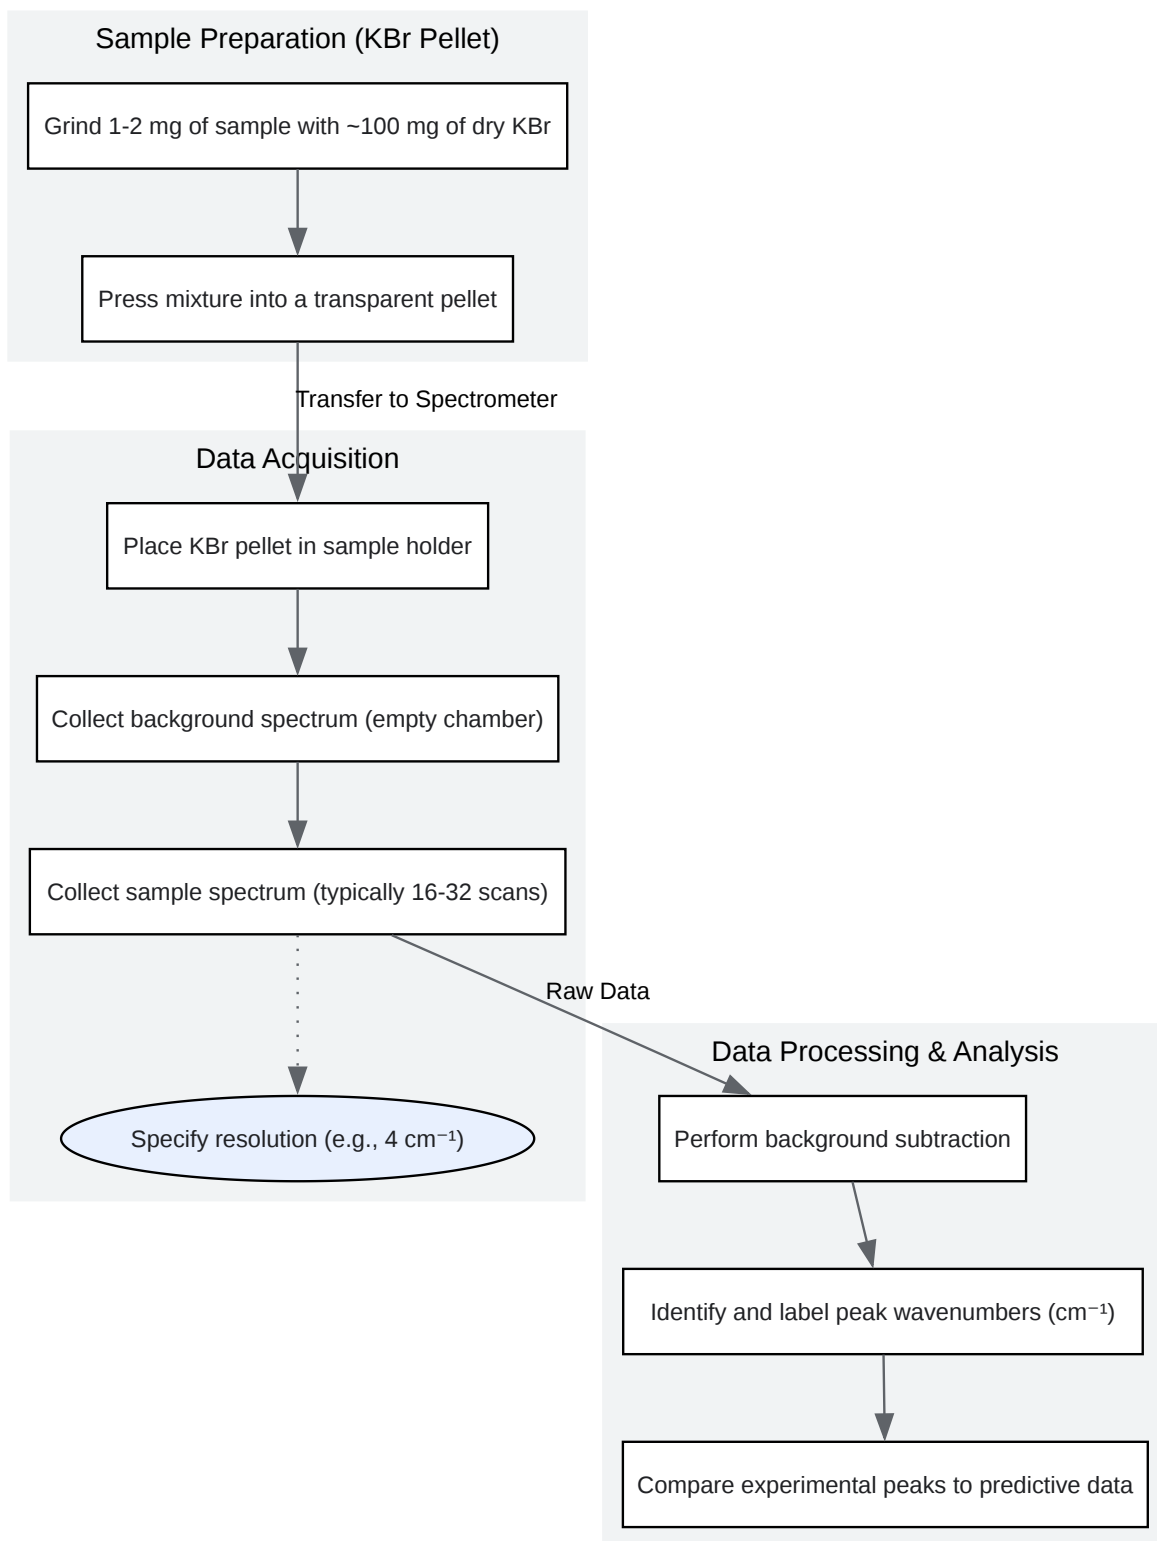 Sample Preparation (KBr Pellet)
Grind 1-2 mg of sample with ~100 mg of dry KBr
Press mixture into a transparent pellet
Transfer to Spectrometer
Data Acquisition
Place KBr pellet in sample holder
Collect background spectrum (empty chamber)
Collect sample spectrum (typically 16-32 scans)
Raw Data
Specify resolution (e.g., 4 cm⁻¹)
Data Processing & Analysis
Perform background subtraction
Identify and label peak wavenumbers (cm⁻¹)
Compare experimental peaks to predictive data